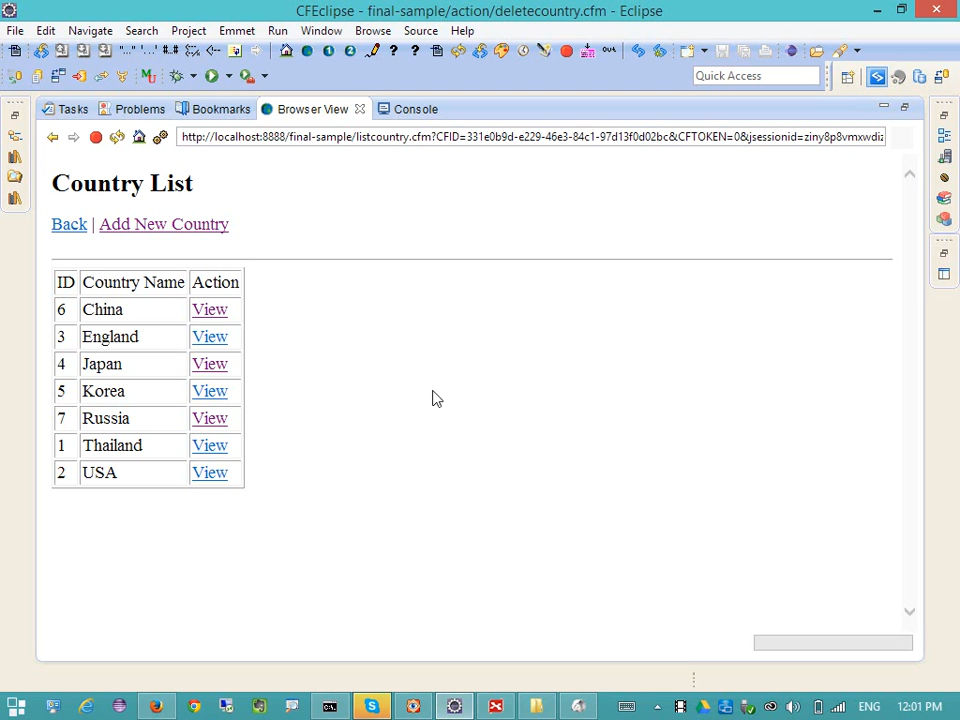 CFEclipse - final-sample/action/deletecountry.cfm - Eclipse
File Edit Navigate Search Project Emmet Run Window Browse Source Help
Quick Access
Tasks Problems Bookmarks Browser View Console
http://localhost:8888/final-sample/listcountry.cfm?CFID=331e0b9d-e229-46e3-84c1-97d13f0d02bc&CFTOKEN=0&jsessionid=ziny8p8vmxwdiz
Country List
Back | Add New Country
ID Country Name Action
6 China View
3 England View
4 Japan View
5 Korea View
7 Russia View
1 Thailand View
2 USA View
ENG 12:01 PM